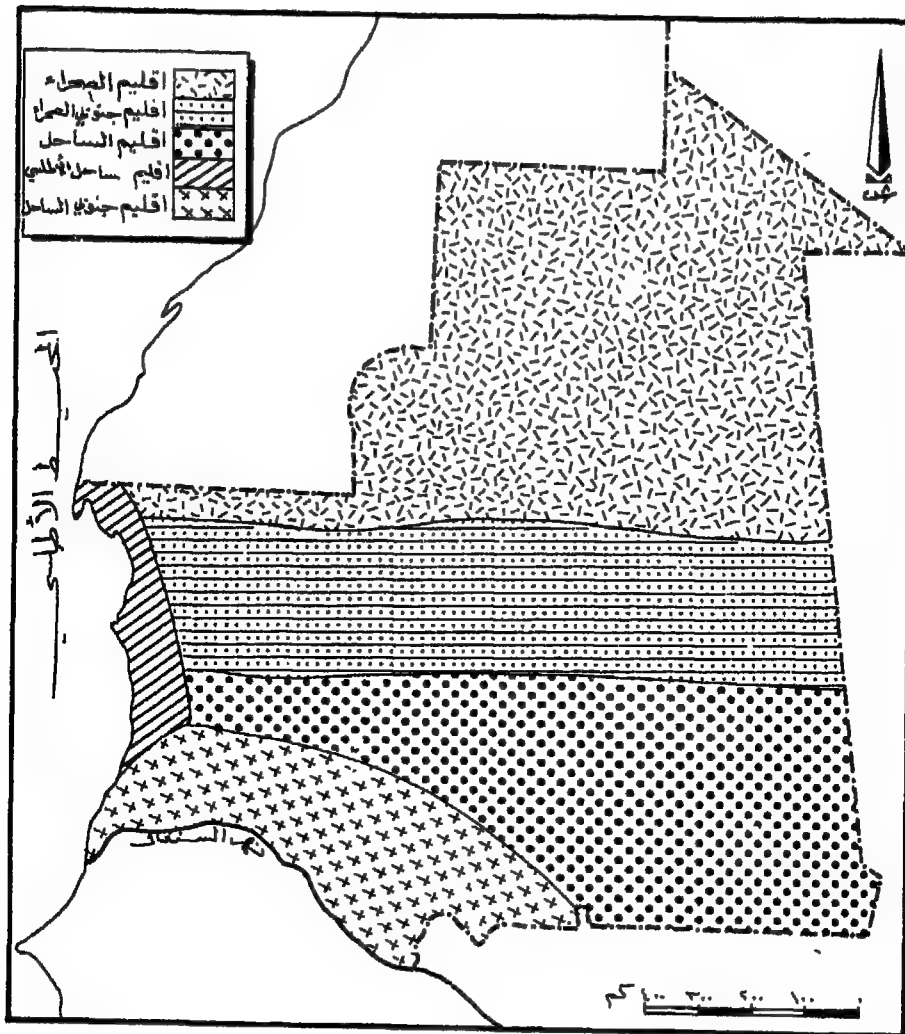 اقليم الصحراء
اقليم جنوبي الصحراء
اقليم الساحل
اقليم ساحل الأطلسي
اقليم جنوبي الساحل
شمال
المحيط الأطلسي
نهر السنغال
٠ ١٠٠ ٢٠٠ ٣٠٠ ٤٠٠ كم